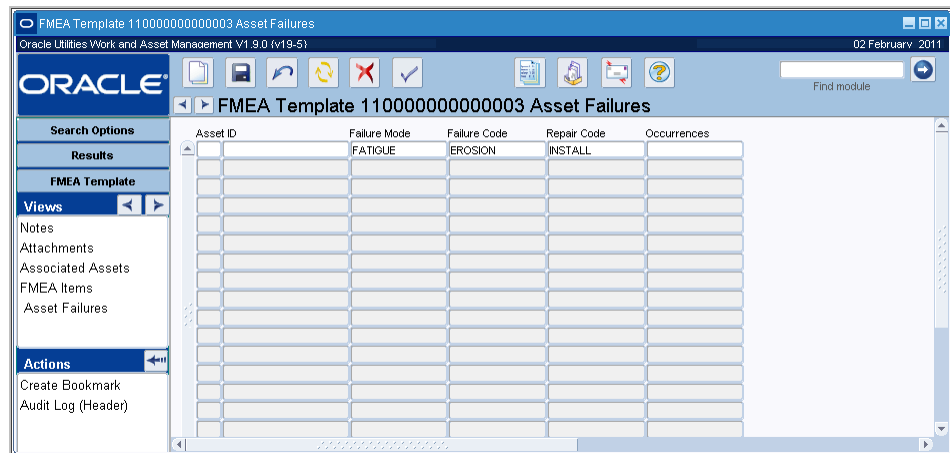 FMEA Template 110000000000003 Asset Failures
Oracle Utilities Work and Asset Management V1.9.0 (v19-5)
02 February 2011
ORACLE
Find module
FMEA Template 110000000000003 Asset Failures
Search Options
Results
FMEA Template
Views
Notes
Attachments
Associated Assets
FMEA Items
Asset Failures
Actions
Create Bookmark
Audit Log (Header)
Asset ID Failure Mode Failure Code Repair Code Occurrences
FATIGUE EROSION INSTALL